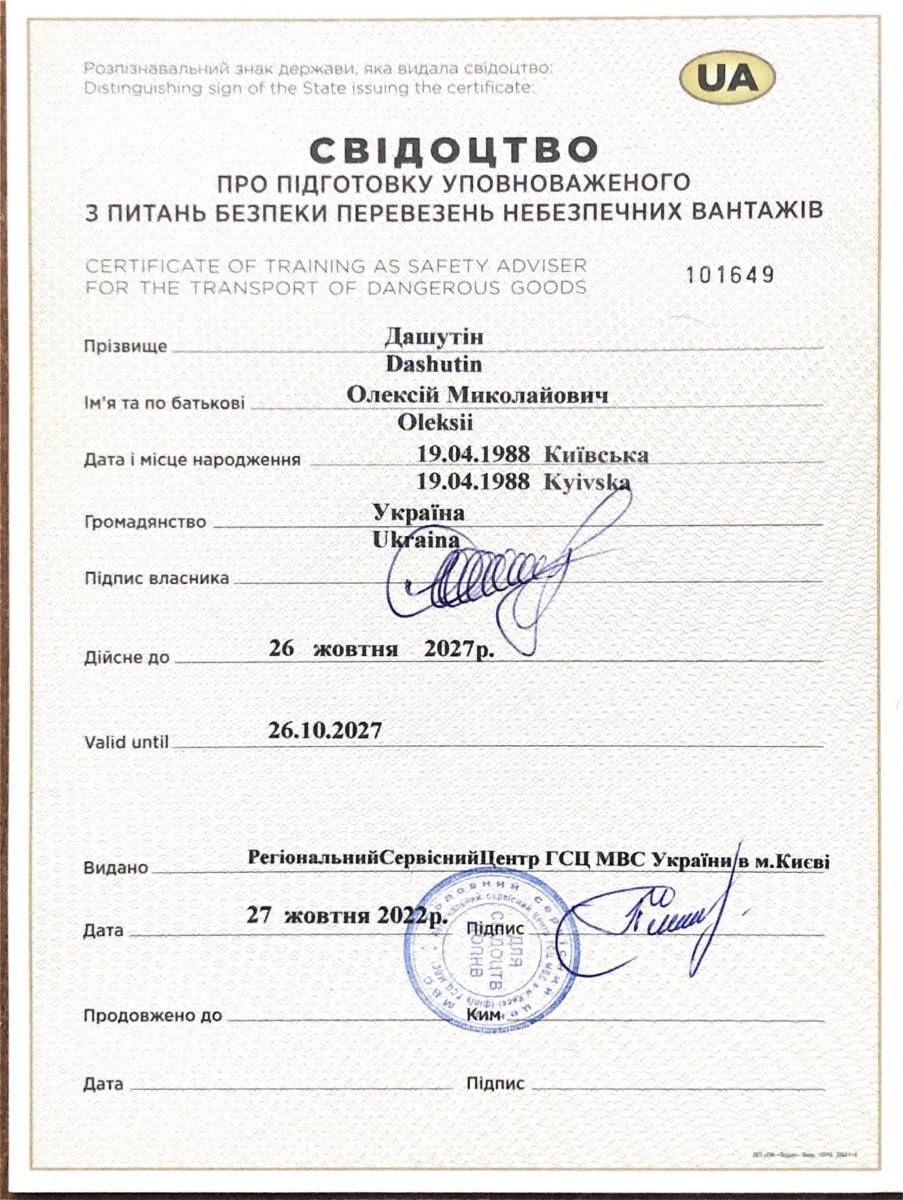 Розпізнавальний знак держави, яка видала свідоцтво:
Distinguishing sign of the State issuing the certificate:
UA
СВІДОЦТВО
ПРО ПІДГОТОВКУ УПОВНОВАЖЕНОГО
З ПИТАНЬ БЕЗПЕКИ ПЕРЕВЕЗЕНЬ НЕБЕЗПЕЧНИХ ВАНТАЖІВ
CERTIFICATE OF TRAINING AS SAFETY ADVISER
FOR THE TRANSPORT OF DANGEROUS GOODS
101649
Прізвище Дашутін
Dashutin
Ім'я та по батькові Олексій Миколайович
Oleksii
Дата і місце народження 19.04.1988 Київська
19.04.1988 Kyivska
Громадянство Україна
Ukraina
Підпис власника
Дійсне до 26 жовтня 2027р.
Valid until 26.10.2027
Видано РегіональнийСервіснийЦентр ГСЦ МВС України в м.Києві
Дата 27 жовтня 2022р. Підпис
ДЛЯ
СВІДОЦТВ
Продовжено до Ким
Дата Підпис